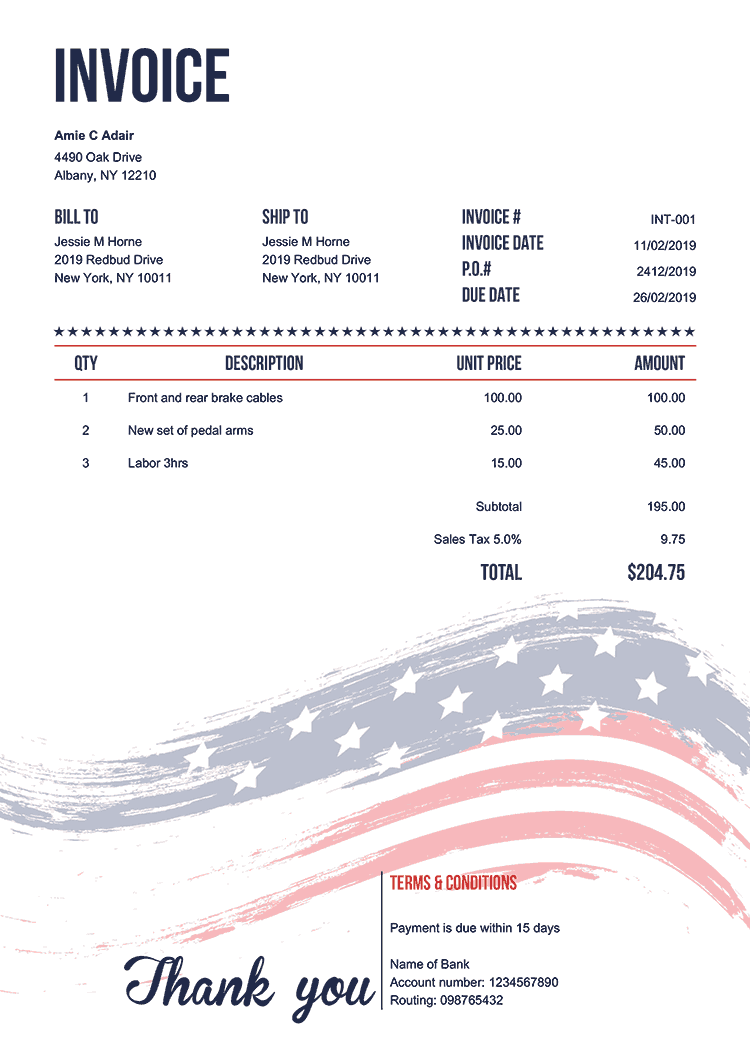 INVOICE
Amie C Adair
4490 Oak Drive
Albany, NY 12210
BILL TO
Jessie M Horne
2019 Redbud Drive
New York, NY 10011
SHIP TO
Jessie M Horne
2019 Redbud Drive
New York, NY 10011
INVOICE # INT-001
INVOICE DATE 11/02/2019
P.O.# 2412/2019
DUE DATE 26/02/2019
QTY DESCRIPTION UNIT PRICE AMOUNT
1 Front and rear brake cables 100.00 100.00
2 New set of pedal arms 25.00 50.00
3 Labor 3hrs 15.00 45.00
Subtotal 195.00
Sales Tax 5.0% 9.75
TOTAL $204.75
Thank you
TERMS & CONDITIONS
Payment is due within 15 days
Name of Bank
Account number: 1234567890
Routing: 098765432